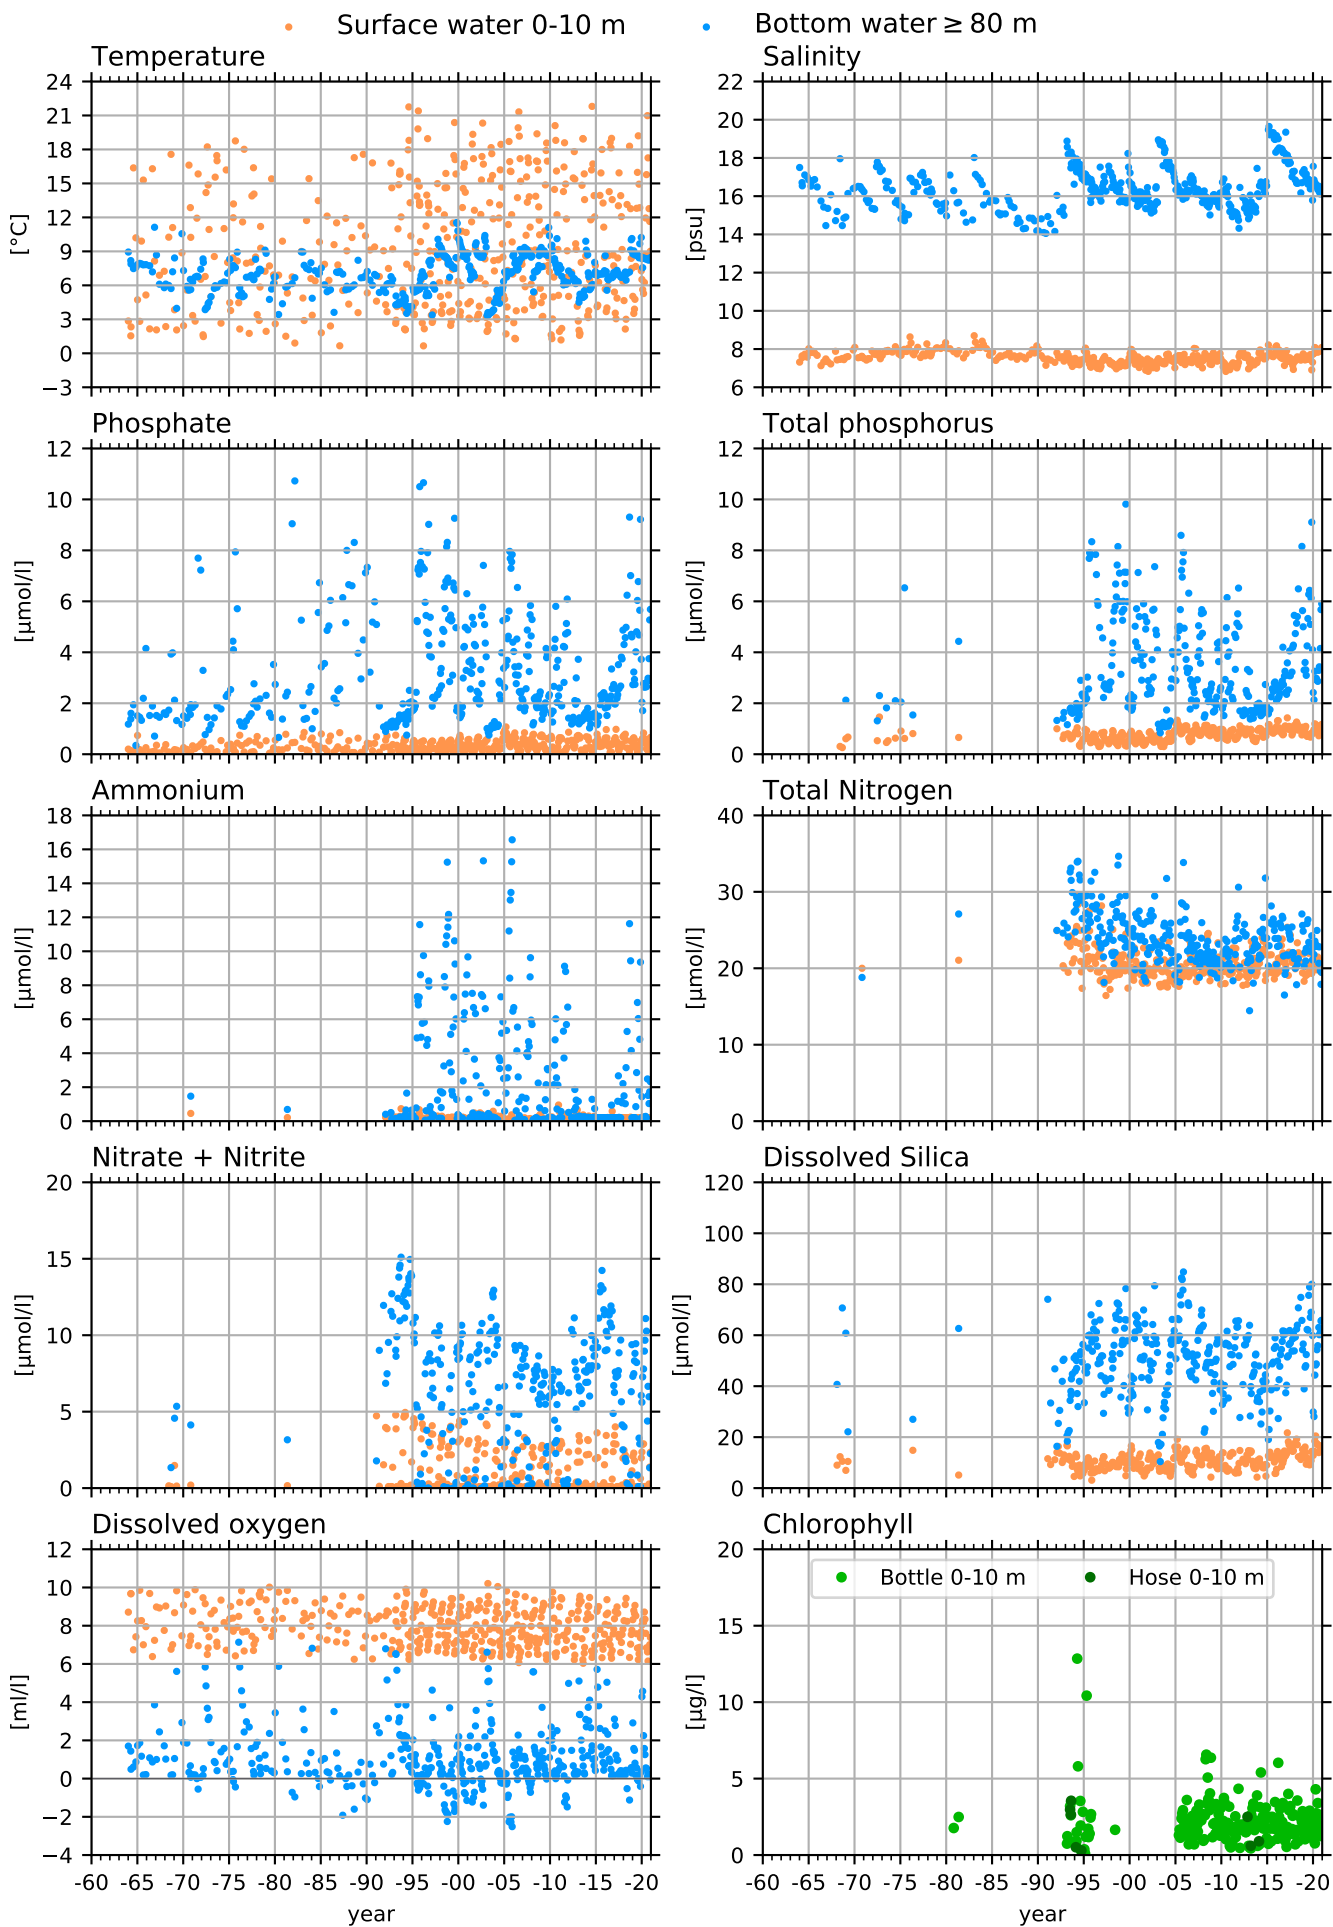 Surface water 0-10 m Bottom water ≥ 80 m
Temperature
24
21
18
15
12
9
6
3
0
−3
[°C]
Salinity
22
20
18
16
14
12
10
8
6
[psu]
Phosphate
12
10
8
6
4
2
0
[μmol/l]
Total phosphorus
12
10
8
6
4
2
0
[μmol/l]
Ammonium
18
16
14
12
10
8
6
4
2
0
[μmol/l]
Total Nitrogen
40
30
20
10
0
[μmol/l]
Nitrate + Nitrite
20
15
10
5
0
[μmol/l]
Dissolved Silica
120
100
80
60
40
20
0
[μmol/l]
Dissolved oxygen
12
10
8
6
4
2
0
−2
−4
[ml/l]
-60 -65 -70 -75 -80 -85 -90 -95 -00 -05 -10 -15 -20
year
Chlorophyll
Bottle 0-10 m Hose 0-10 m
20
15
10
5
0
[μg/l]
-60 -65 -70 -75 -80 -85 -90 -95 -00 -05 -10 -15 -20
year